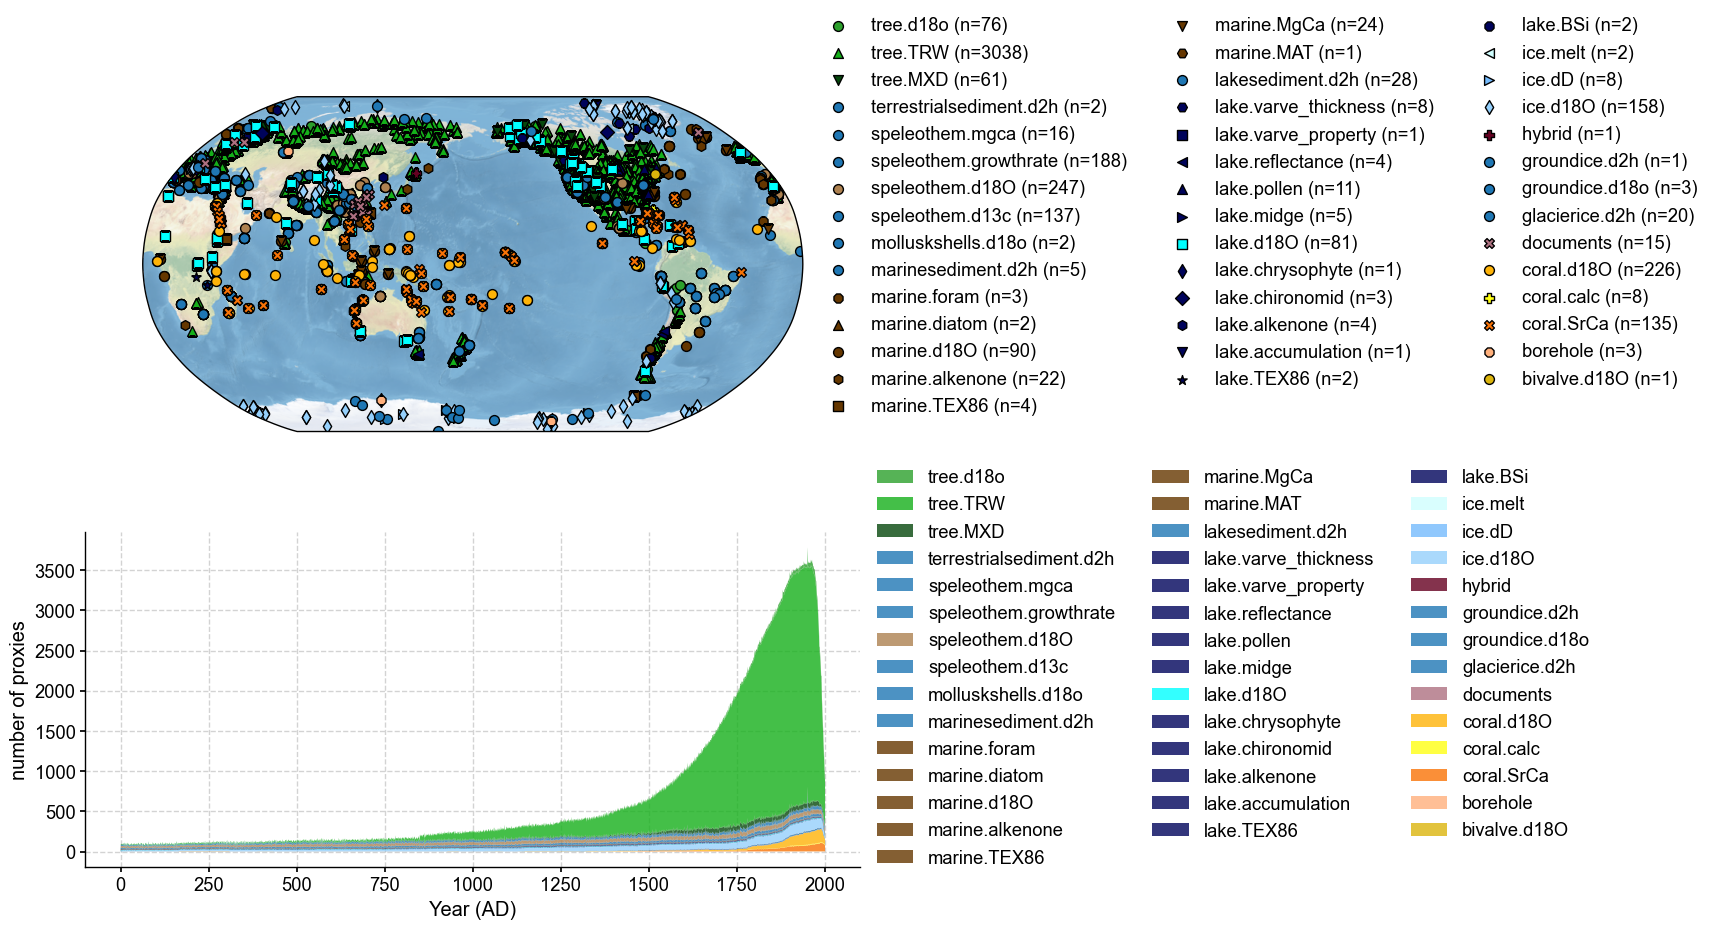 tree.d18o (n=76)
tree.TRW (n=3038)
tree.MXD (n=61)
terrestrialsediment.d2h (n=2)
speleothem.mgca (n=16)
speleothem.growthrate (n=188)
speleothem.d18O (n=247)
speleothem.d13c (n=137)
molluskshells.d18o (n=2)
marinesediment.d2h (n=5)
marine.foram (n=3)
marine.diatom (n=2)
marine.d18O (n=90)
marine.alkenone (n=22)
marine.TEX86 (n=4)
marine.MgCa (n=24)
marine.MAT (n=1)
lakesediment.d2h (n=28)
lake.varve_thickness (n=8)
lake.varve_property (n=1)
lake.reflectance (n=4)
lake.pollen (n=11)
lake.midge (n=5)
lake.d18O (n=81)
lake.chrysophyte (n=1)
lake.chironomid (n=3)
lake.alkenone (n=4)
lake.accumulation (n=1)
lake.TEX86 (n=2)
lake.BSi (n=2)
ice.melt (n=2)
ice.dD (n=8)
ice.d18O (n=158)
hybrid (n=1)
groundice.d2h (n=1)
groundice.d18o (n=3)
glacierice.d2h (n=20)
documents (n=15)
coral.d18O (n=226)
coral.calc (n=8)
coral.SrCa (n=135)
borehole (n=3)
bivalve.d18O (n=1)
number of proxies
3500
3000
2500
2000
1500
1000
500
0
0 250 500 750 1000 1250 1500 1750 2000
Year (AD)
tree.d18o
tree.TRW
tree.MXD
terrestrialsediment.d2h
speleothem.mgca
speleothem.growthrate
speleothem.d18O
speleothem.d13c
molluskshells.d18o
marinesediment.d2h
marine.foram
marine.diatom
marine.d18O
marine.alkenone
marine.TEX86
marine.MgCa
marine.MAT
lakesediment.d2h
lake.varve_thickness
lake.varve_property
lake.reflectance
lake.pollen
lake.midge
lake.d18O
lake.chrysophyte
lake.chironomid
lake.alkenone
lake.accumulation
lake.TEX86
lake.BSi
ice.melt
ice.dD
ice.d18O
hybrid
groundice.d2h
groundice.d18o
glacierice.d2h
documents
coral.d18O
coral.calc
coral.SrCa
borehole
bivalve.d18O